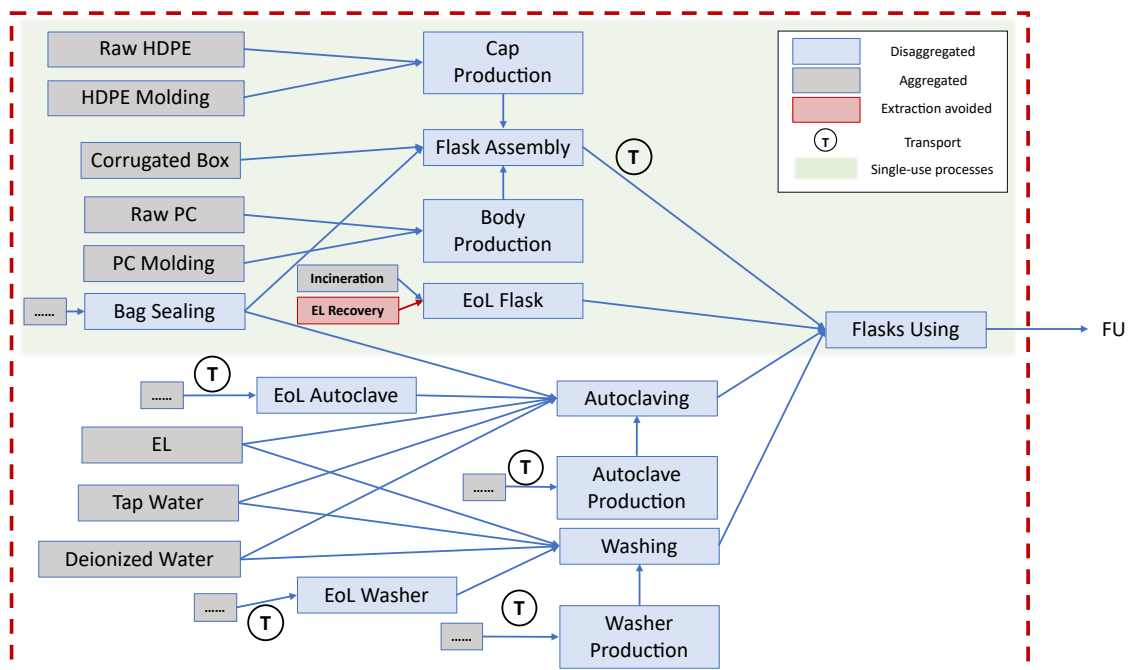 Raw HDPE
HDPE Molding
Cap
Production
Disaggregated
Aggregated
Extraction avoided
T
Transport
Single-use processes
Corrugated Box
Flask Assembly
T
Raw PC
PC Molding
Body
Production
Incineration
EL Recovery
EoL Flask
......
Bag Sealing
Flasks Using
FU
......
T
EoL Autoclave
Autoclaving
EL
Tap Water
Deionized Water
......
T
Autoclave
Production
Washing
......
T
EoL Washer
......
T
Washer
Production